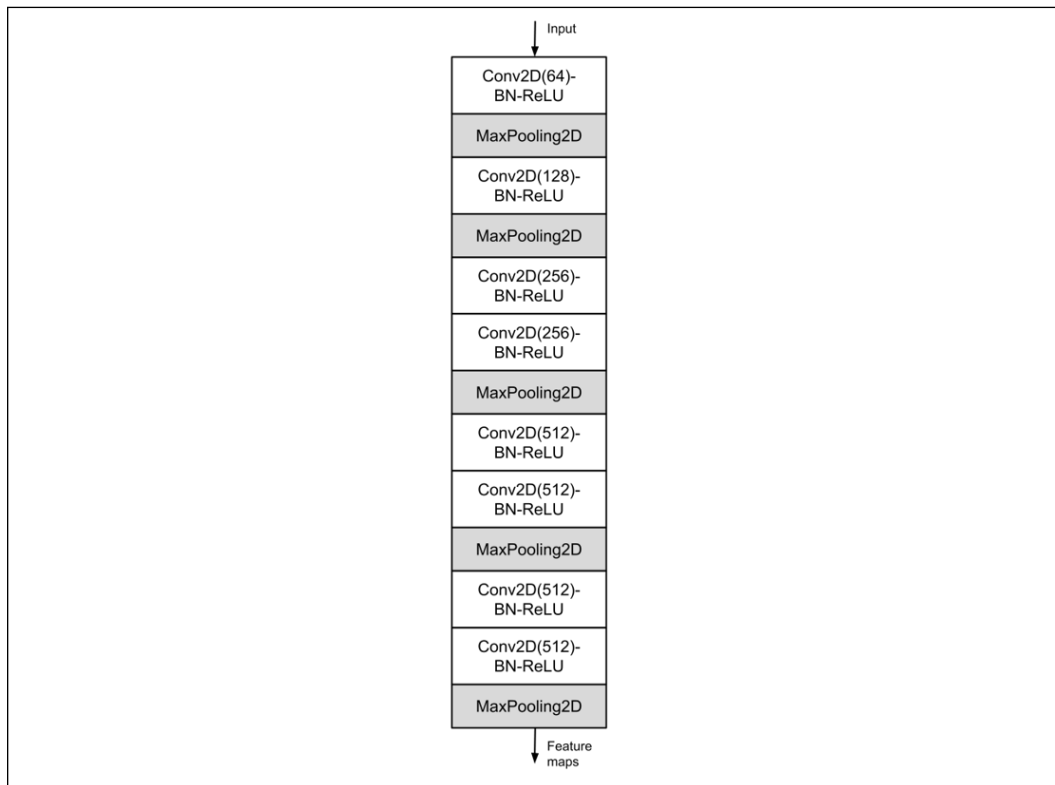 Input
Conv2D(64)-
BN-ReLU
MaxPooling2D
Conv2D(128)-
BN-ReLU
MaxPooling2D
Conv2D(256)-
BN-ReLU
Conv2D(256)-
BN-ReLU
MaxPooling2D
Conv2D(512)-
BN-ReLU
Conv2D(512)-
BN-ReLU
MaxPooling2D
Conv2D(512)-
BN-ReLU
Conv2D(512)-
BN-ReLU
MaxPooling2D
Feature
maps